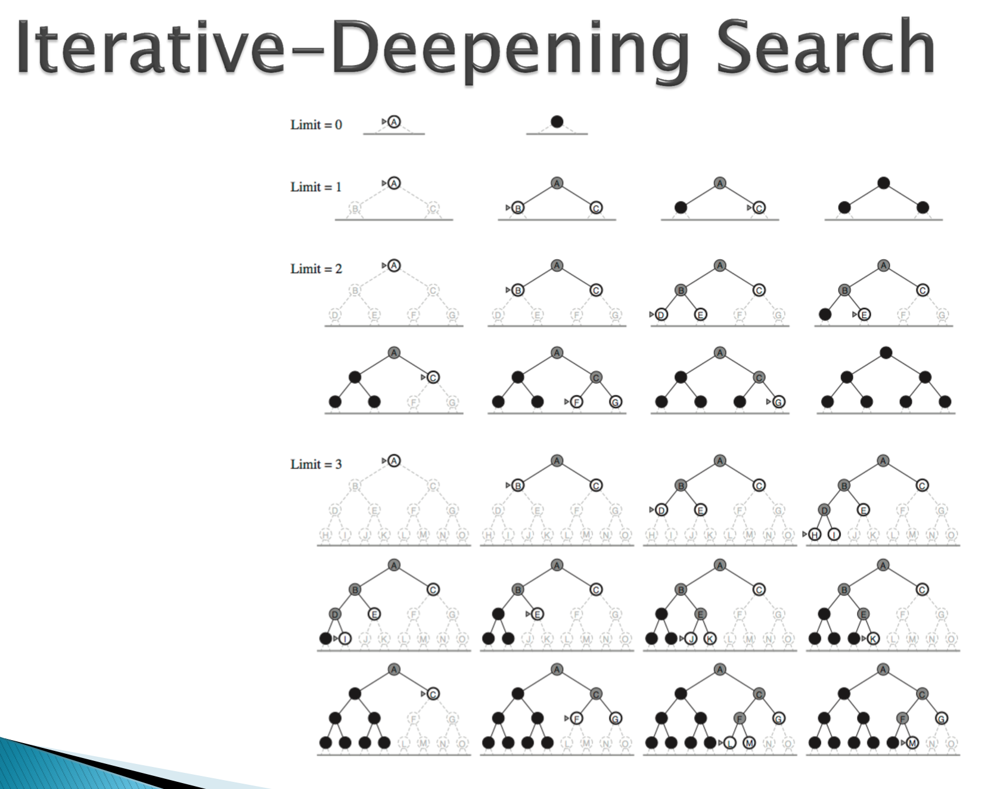 Iterative-Deepening Search
Limit = 0 A
Limit = 1 A A A
B C B C C
Limit = 2 A A A A
B C B C B C B C
D E F G D E F G D E F G E F G
A A A
C C C
F G F G G
Limit = 3 A A A A
B C B C B C B C
D E F G D E F G D E F G D E F G
H I J K L M N O H I J K L M N O H I J K L M N O H I J K L M N O
A A A A
B C B C B C B C
D E F G E F G E F G E F G
I J K L M N O J K L M N O J K L M N O K L M N O
A A A A
C C C C
F G F G F G F G
L M N O L M N O L M N O M N O